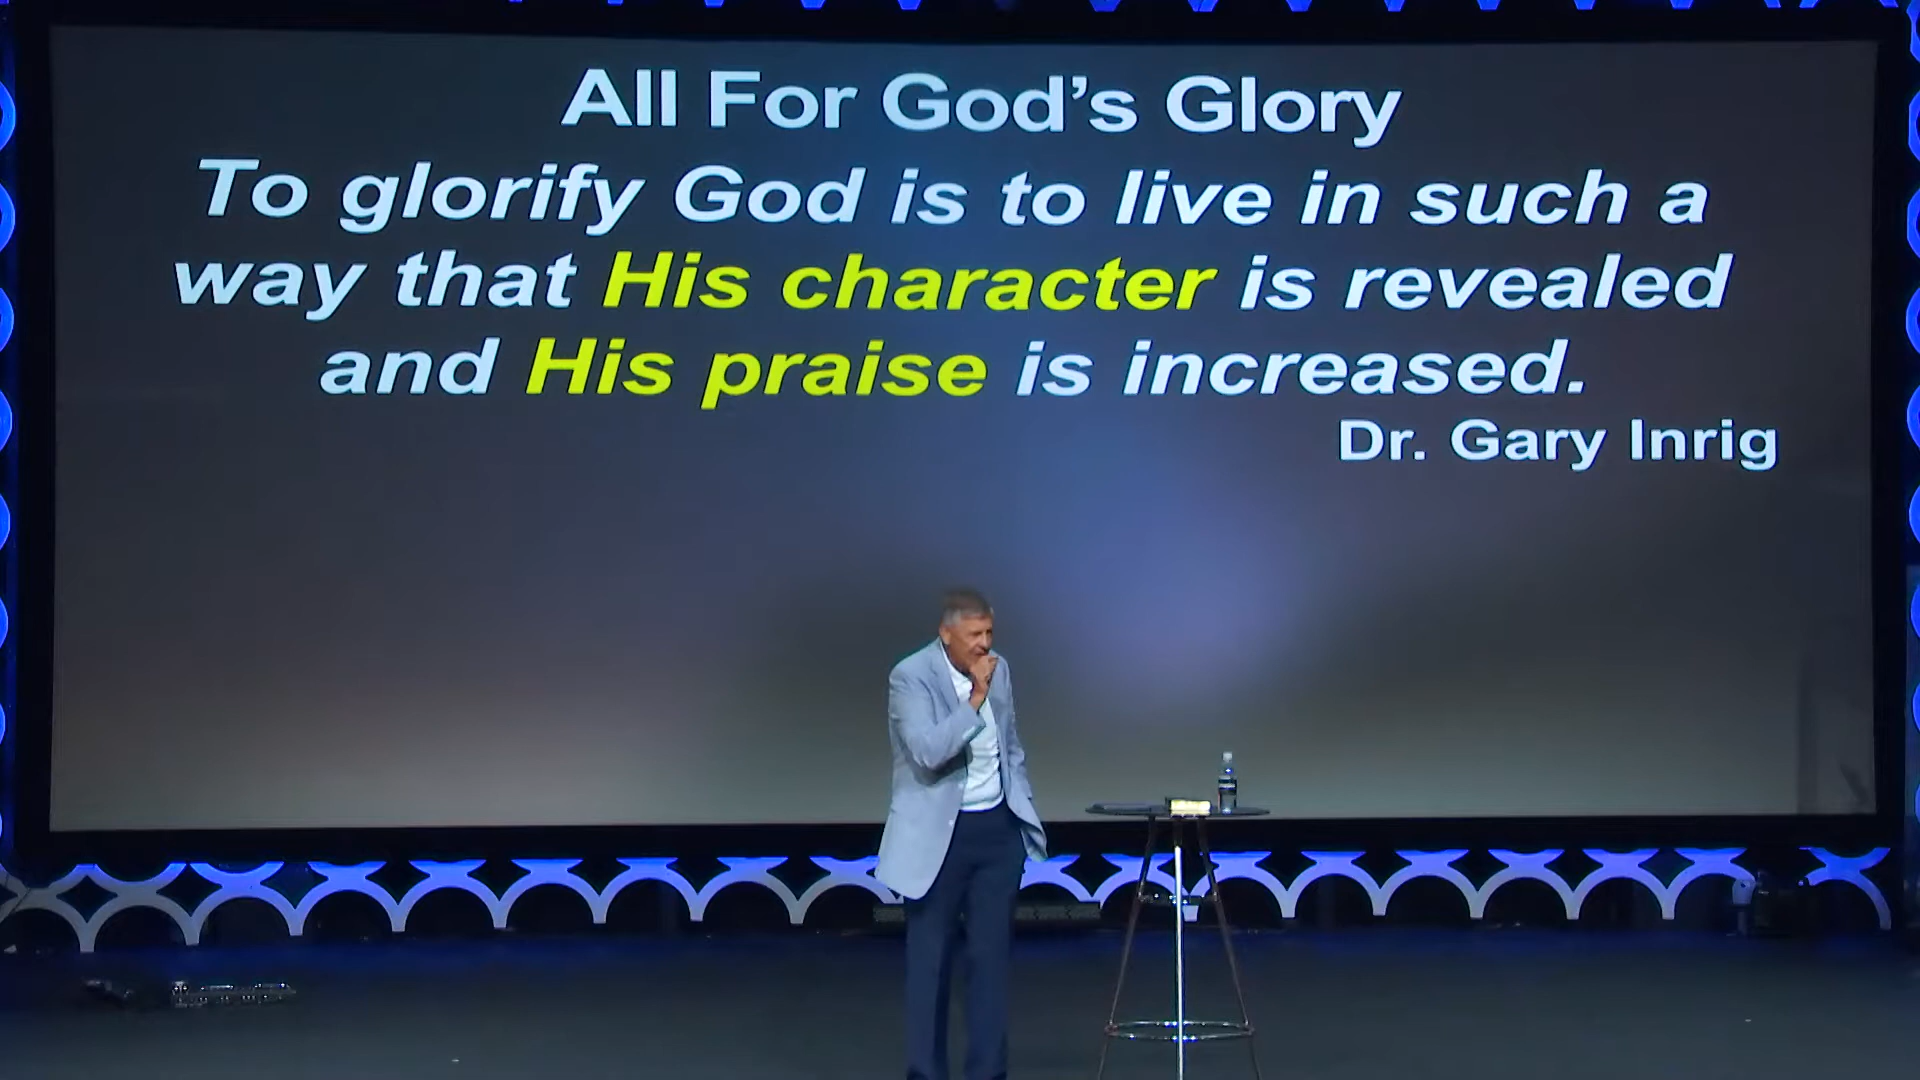 All For God’s Glory
To glorify God is to live in such a
way that His character is revealed
and His praise is increased.
Dr. Gary Inrig